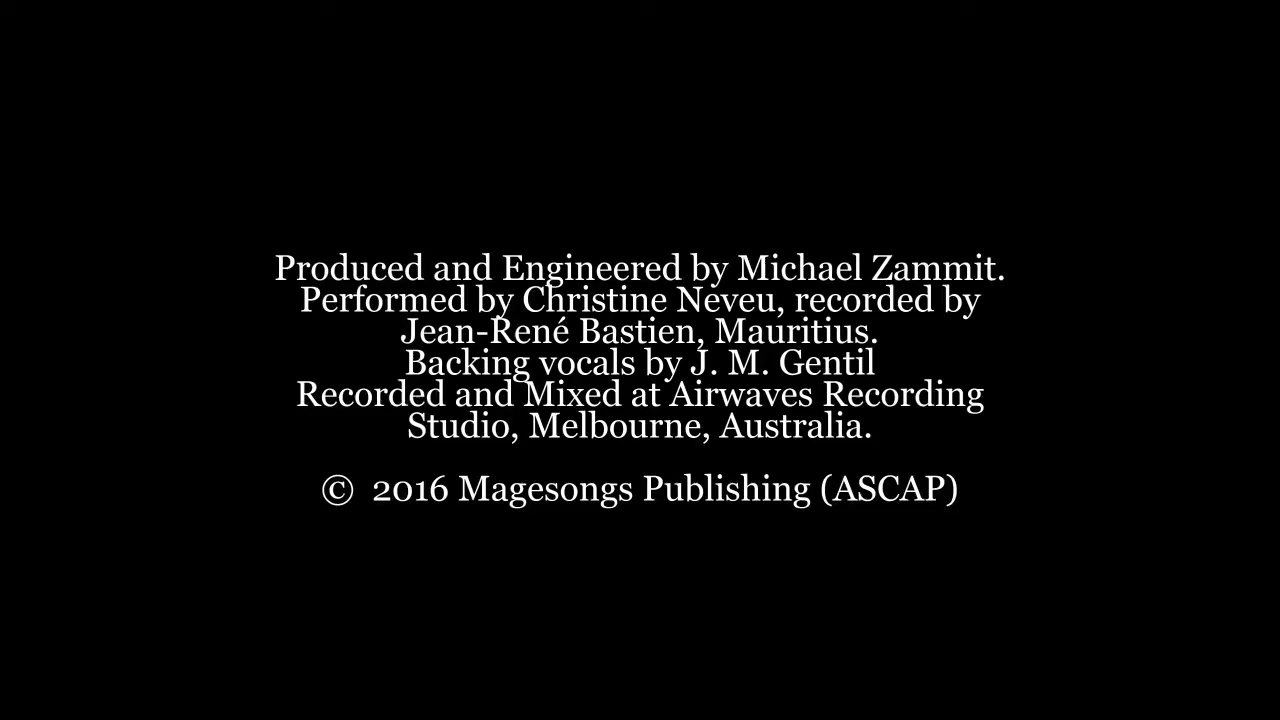 Produced and Engineered by Michael Zammit.
Performed by Christine Neveu, recorded by
Jean-René Bastien, Mauritius.
Backing vocals by J. M. Gentil
Recorded and Mixed at Airwaves Recording
Studio, Melbourne, Australia.
© 2016 Magesongs Publishing (ASCAP)